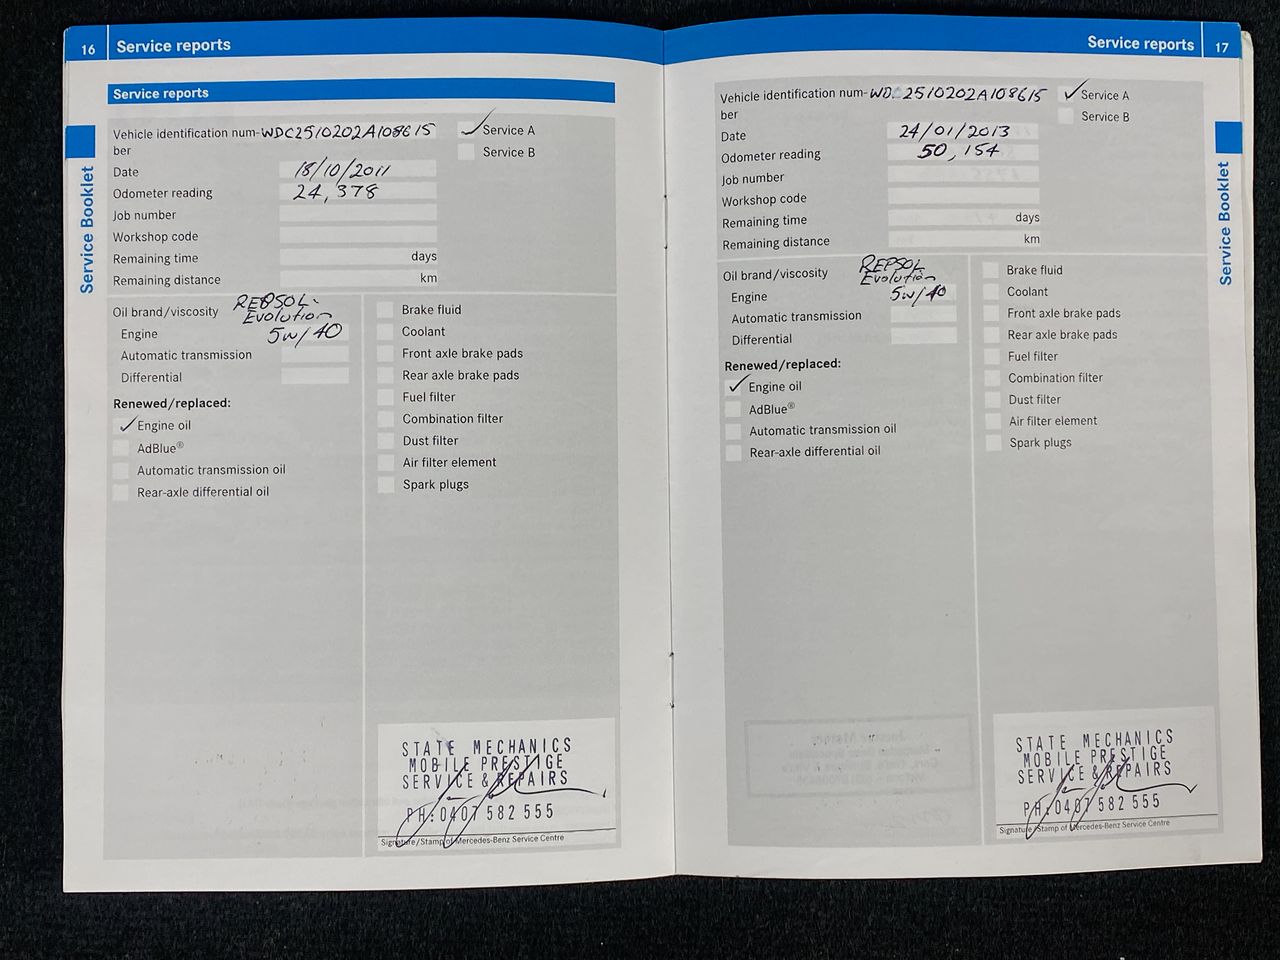 16 Service reports
Service reports
Service Booklet
Vehicle identification num- WDC2510202A108615
ber
Service A
Service B
Date 18/10/2011
Odometer reading 24,378
Job number
Workshop code
Remaining time days
Remaining distance km
Oil brand/viscosity REPSOL
Evolution
Engine 5w/40
Automatic transmission
Differential
Renewed/replaced:
Engine oil
AdBlue®
Automatic transmission oil
Rear-axle differential oil
Brake fluid
Coolant
Front axle brake pads
Rear axle brake pads
Fuel filter
Combination filter
Dust filter
Air filter element
Spark plugs
STATE MECHANICS
MOBILE PRESTIGE
SERVICE & REPAIRS
PH:0407 582 555
Signature/Stamp of Mercedes-Benz Service Centre
Service reports 17
Service Booklet
Vehicle identification num- WDC2510202A108615
ber
Service A
Service B
Date 24/01/2013
Odometer reading 50,154
Job number
Workshop code
Remaining time days
Remaining distance km
Oil brand/viscosity REPSOL
Evolution
Engine 5w/40
Automatic transmission
Differential
Renewed/replaced:
Engine oil
AdBlue®
Automatic transmission oil
Rear-axle differential oil
Brake fluid
Coolant
Front axle brake pads
Rear axle brake pads
Fuel filter
Combination filter
Dust filter
Air filter element
Spark plugs
STATE MECHANICS
MOBILE PRESTIGE
SERVICE & REPAIRS
PH:0407 582 555
Signature/Stamp of Mercedes-Benz Service Centre